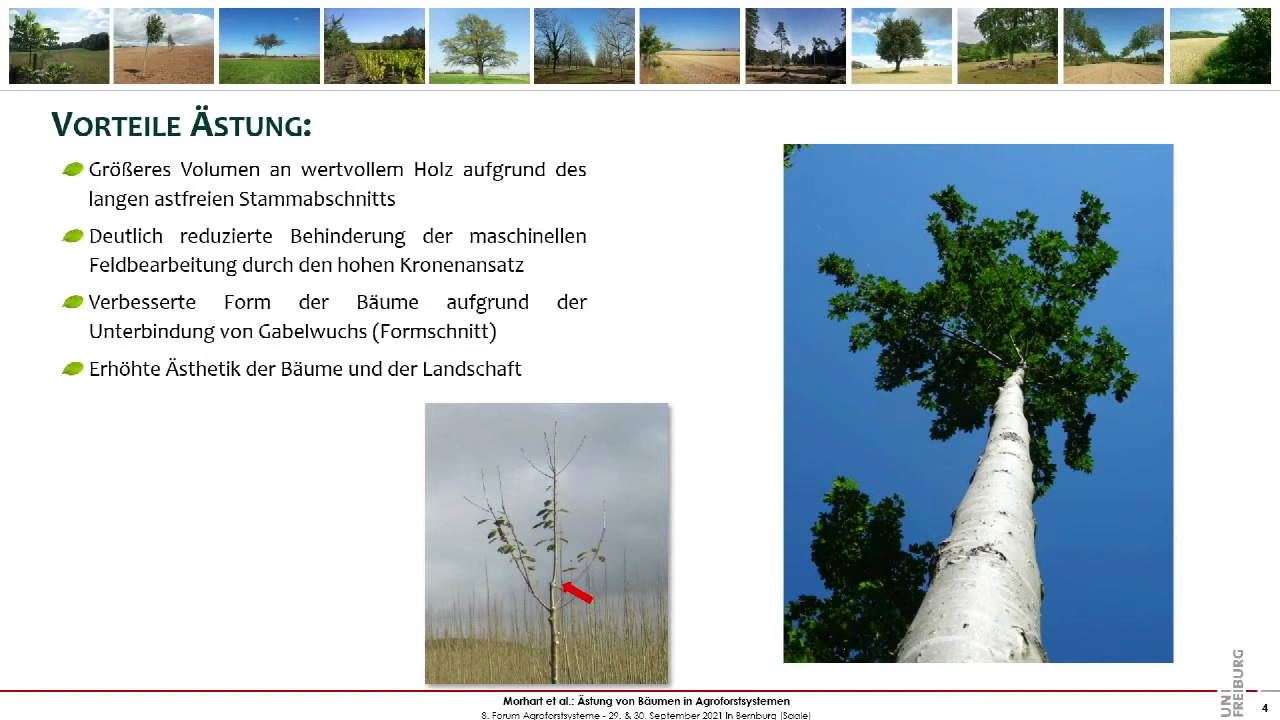 VORTEILE ÄSTUNG:
Größeres Volumen an wertvollem Holz aufgrund des
langen astfreien Stammabschnitts
Deutlich reduzierte Behinderung der maschinellen
Feldbearbeitung durch den hohen Kronenansatz
Verbesserte Form der Bäume aufgrund der
Unterbindung von Gabelwuchs (Formschnitt)
Erhöhte Ästhetik der Bäume und der Landschaft
Morhart et al.: Ästung von Bäumen in Agroforstsystemen
8. Forum Agroforstsysteme - 29. & 30. September 2021 in Bernburg (Saale)
UNI
FREIBURG
4